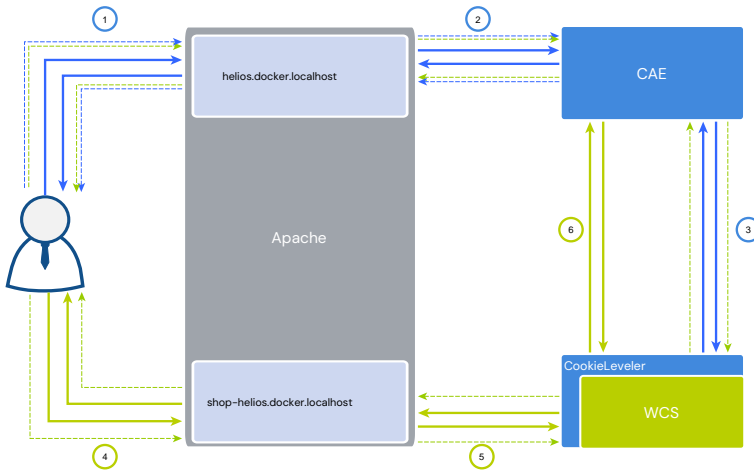 1
2
helios.docker.localhost
CAE
6
3
Apache
CookieLeveler
shop-helios.docker.localhost
WCS
4
5